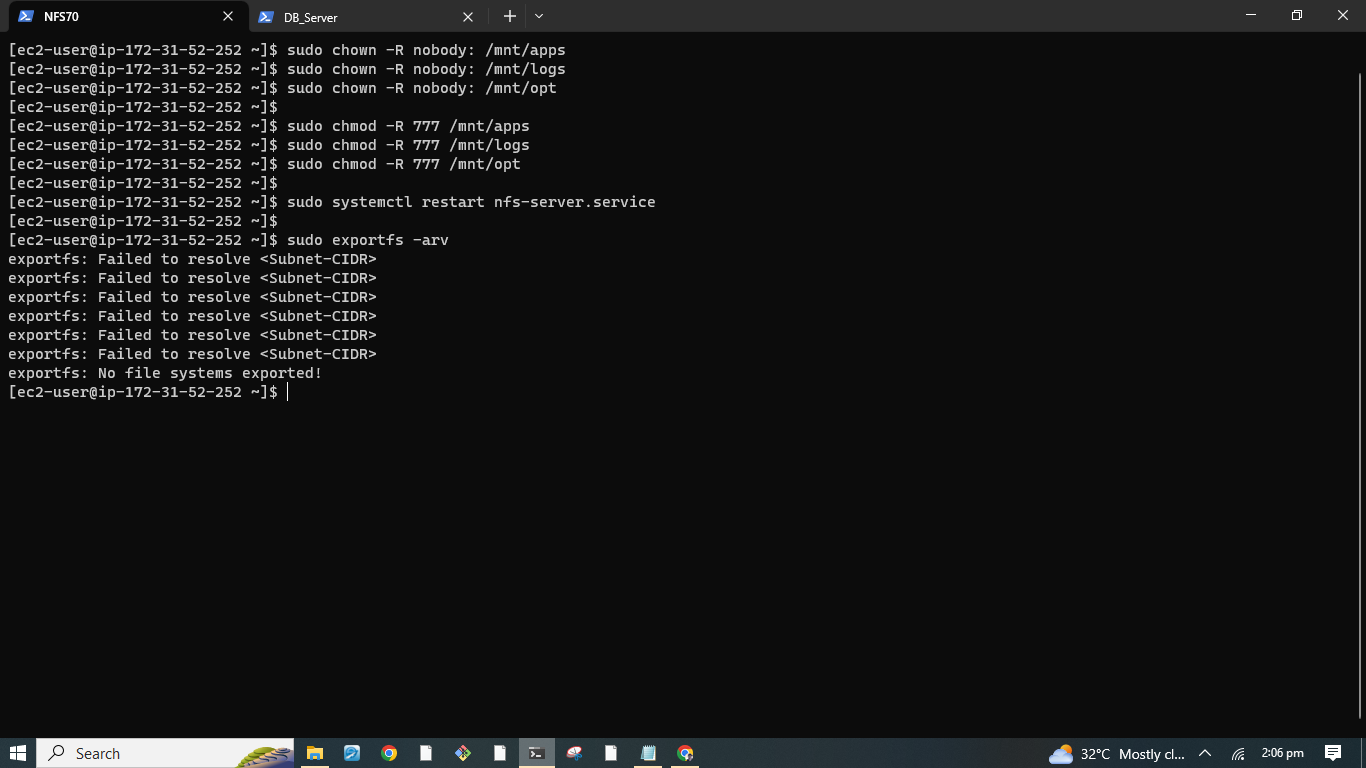 NFS70
DB_Server
[ec2-user@ip-172-31-52-252 ~]$ sudo chown -R nobody: /mnt/apps
[ec2-user@ip-172-31-52-252 ~]$ sudo chown -R nobody: /mnt/logs
[ec2-user@ip-172-31-52-252 ~]$ sudo chown -R nobody: /mnt/opt
[ec2-user@ip-172-31-52-252 ~]$
[ec2-user@ip-172-31-52-252 ~]$ sudo chmod -R 777 /mnt/apps
[ec2-user@ip-172-31-52-252 ~]$ sudo chmod -R 777 /mnt/logs
[ec2-user@ip-172-31-52-252 ~]$ sudo chmod -R 777 /mnt/opt
[ec2-user@ip-172-31-52-252 ~]$
[ec2-user@ip-172-31-52-252 ~]$ sudo systemctl restart nfs-server.service
[ec2-user@ip-172-31-52-252 ~]$
[ec2-user@ip-172-31-52-252 ~]$ sudo exportfs -arv
exportfs: Failed to resolve <Subnet-CIDR>
exportfs: Failed to resolve <Subnet-CIDR>
exportfs: Failed to resolve <Subnet-CIDR>
exportfs: Failed to resolve <Subnet-CIDR>
exportfs: Failed to resolve <Subnet-CIDR>
exportfs: Failed to resolve <Subnet-CIDR>
exportfs: No file systems exported!
[ec2-user@ip-172-31-52-252 ~]$
Search
32°C Mostly cl...
2:06 pm